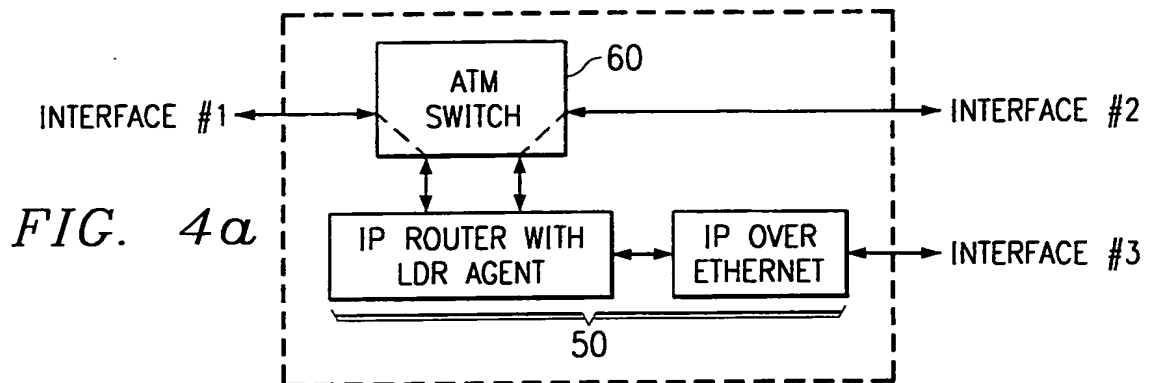 ATM
SWITCH
60
INTERFACE #1
INTERFACE #2
FIG. 4a
IP ROUTER WITH
LDR AGENT
IP OVER
ETHERNET
INTERFACE #3
50